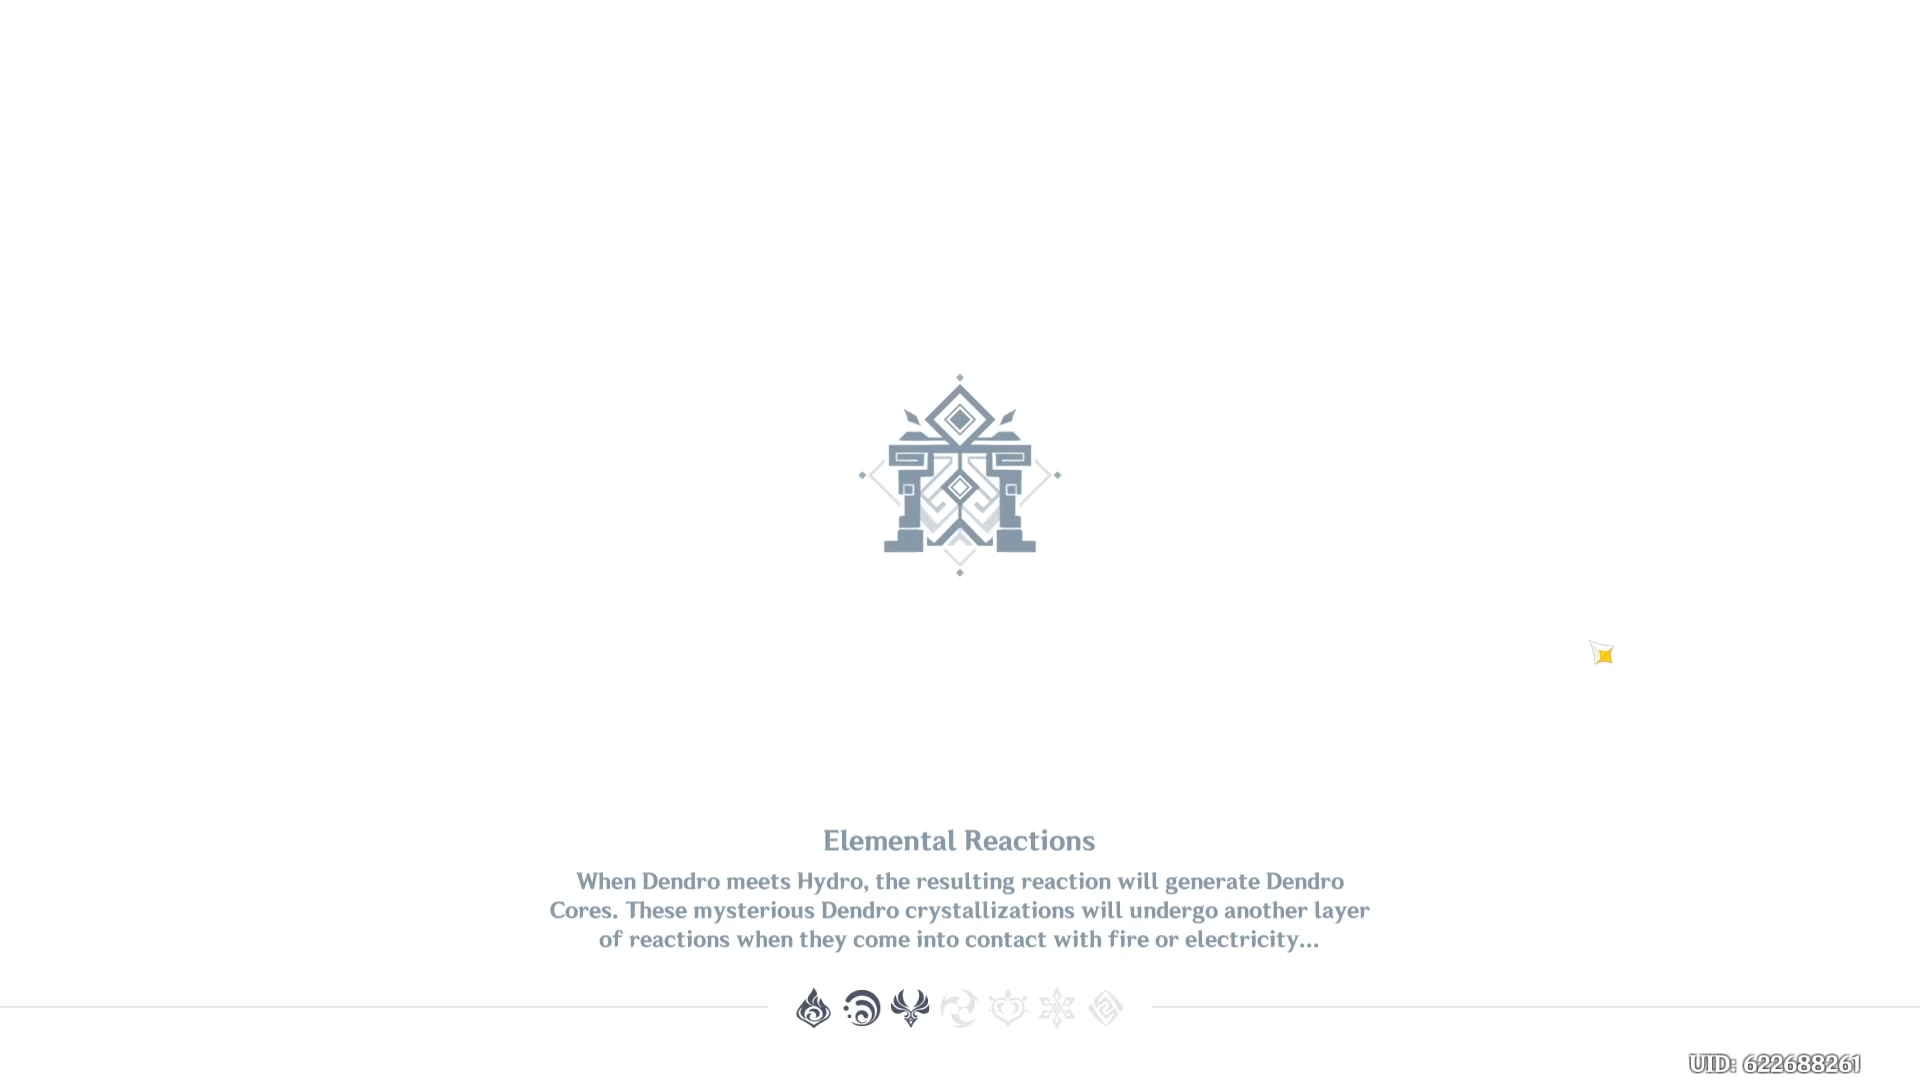 Elemental Reactions
When Dendro meets Hydro, the resulting reaction will generate Dendro
Cores. These mysterious Dendro crystallizations will undergo another layer
of reactions when they come into contact with fire or electricity...
UID: 622688261